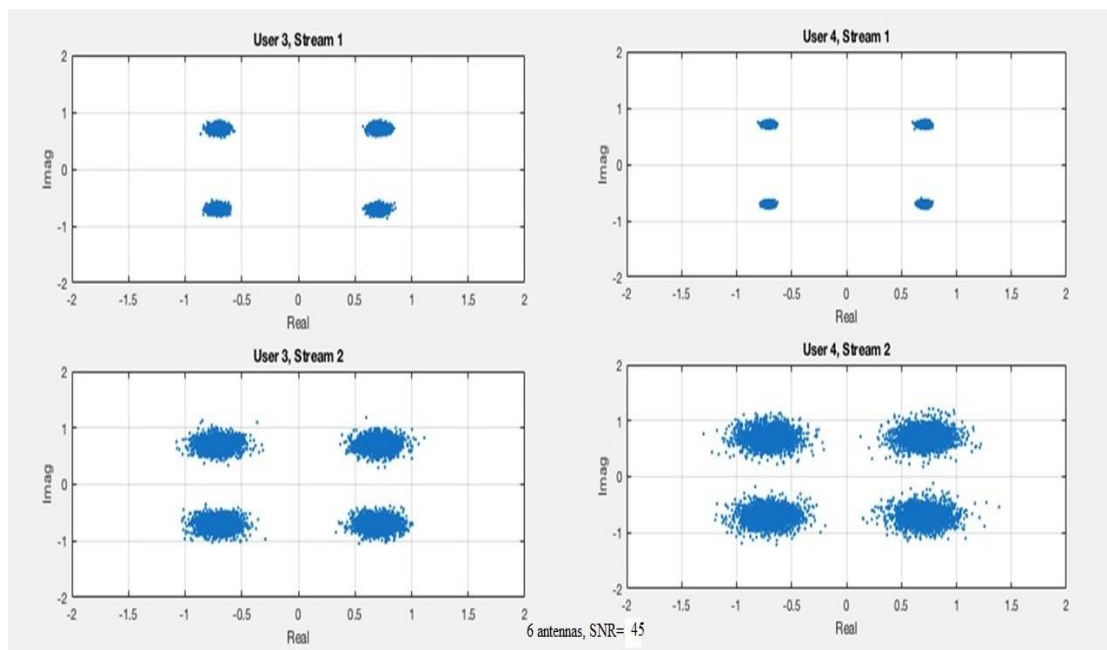 User 3, Stream 1
2
1
0
-1
-2
Imag
-2 -1.5 -1 -0.5 0 0.5 1 1.5 2
Real
User 4, Stream 1
2
1
0
-1
-2
Imag
-2 -1.5 -1 -0.5 0 0.5 1 1.5 2
Real
User 3, Stream 2
2
1
0
-1
-2
Imag
-2 -1.5 -1 -0.5 0 0.5 1 1.5 2
Real
User 4, Stream 2
2
1
0
-1
-2
Imag
-2 -1.5 -1 -0.5 0 0.5 1 1.5 2
Real
6 antennas, SNR= 45